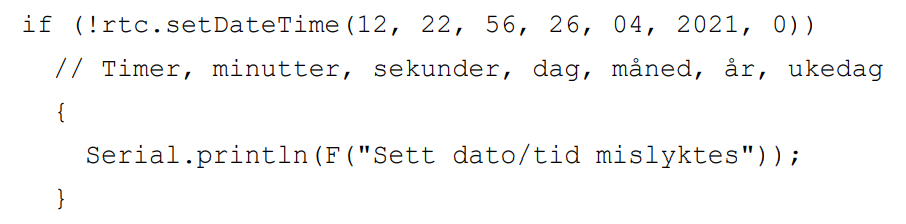 if (!rtc.setDateTime(12, 22, 56, 26, 04, 2021, 0))
// Timer, minutter, sekunder, dag, måned, år, ukedag
{
Serial.println(F("Sett dato/tid mislyktes"));
}